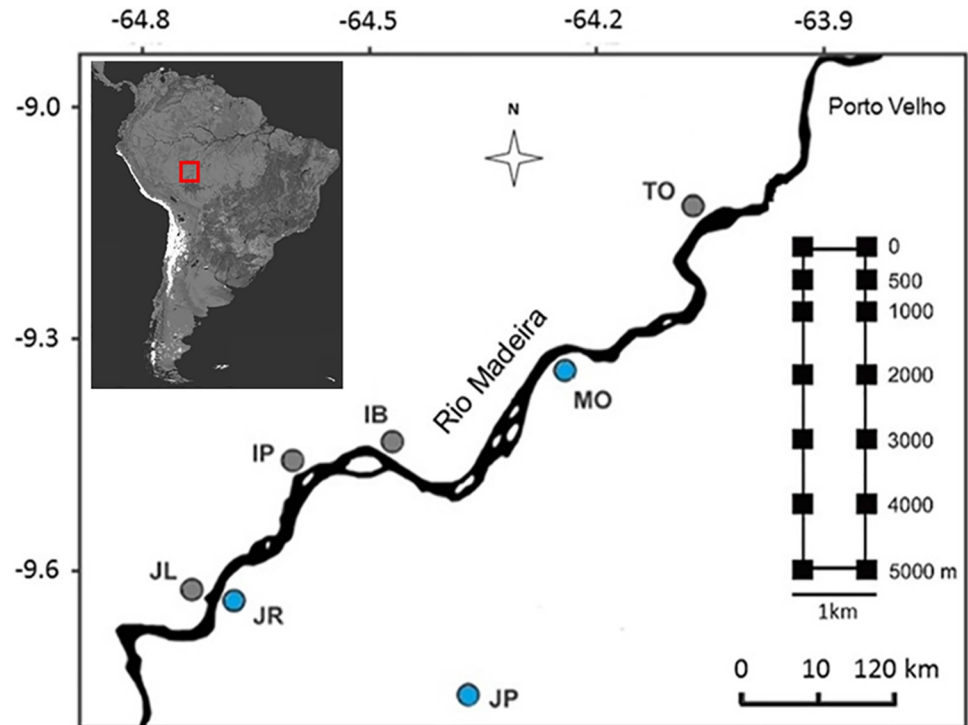 -64.8 -64.5 -64.2 -63.9
-9.0
Porto Velho
N
TO
0
500
1000
-9.3
Rio Madeira
2000
MO
IB
3000
IP
4000
-9.6
JL
5000 m
JR
1km
0 10 120 km
JP